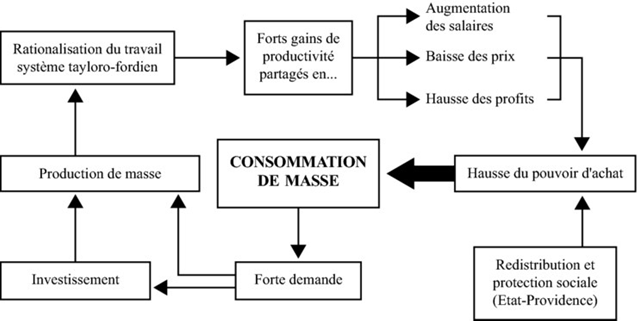 Rationalisation du travail
système tayloro-fordien
Forts gains de
productivité
partagés en...
Augmentation
des salaires
Baisse des prix
Hausse des profits
Production de masse
CONSOMMATION
DE MASSE
Hausse du pouvoir d'achat
Investissement
Forte demande
Redistribution et
protection sociale
(Etat-Providence)